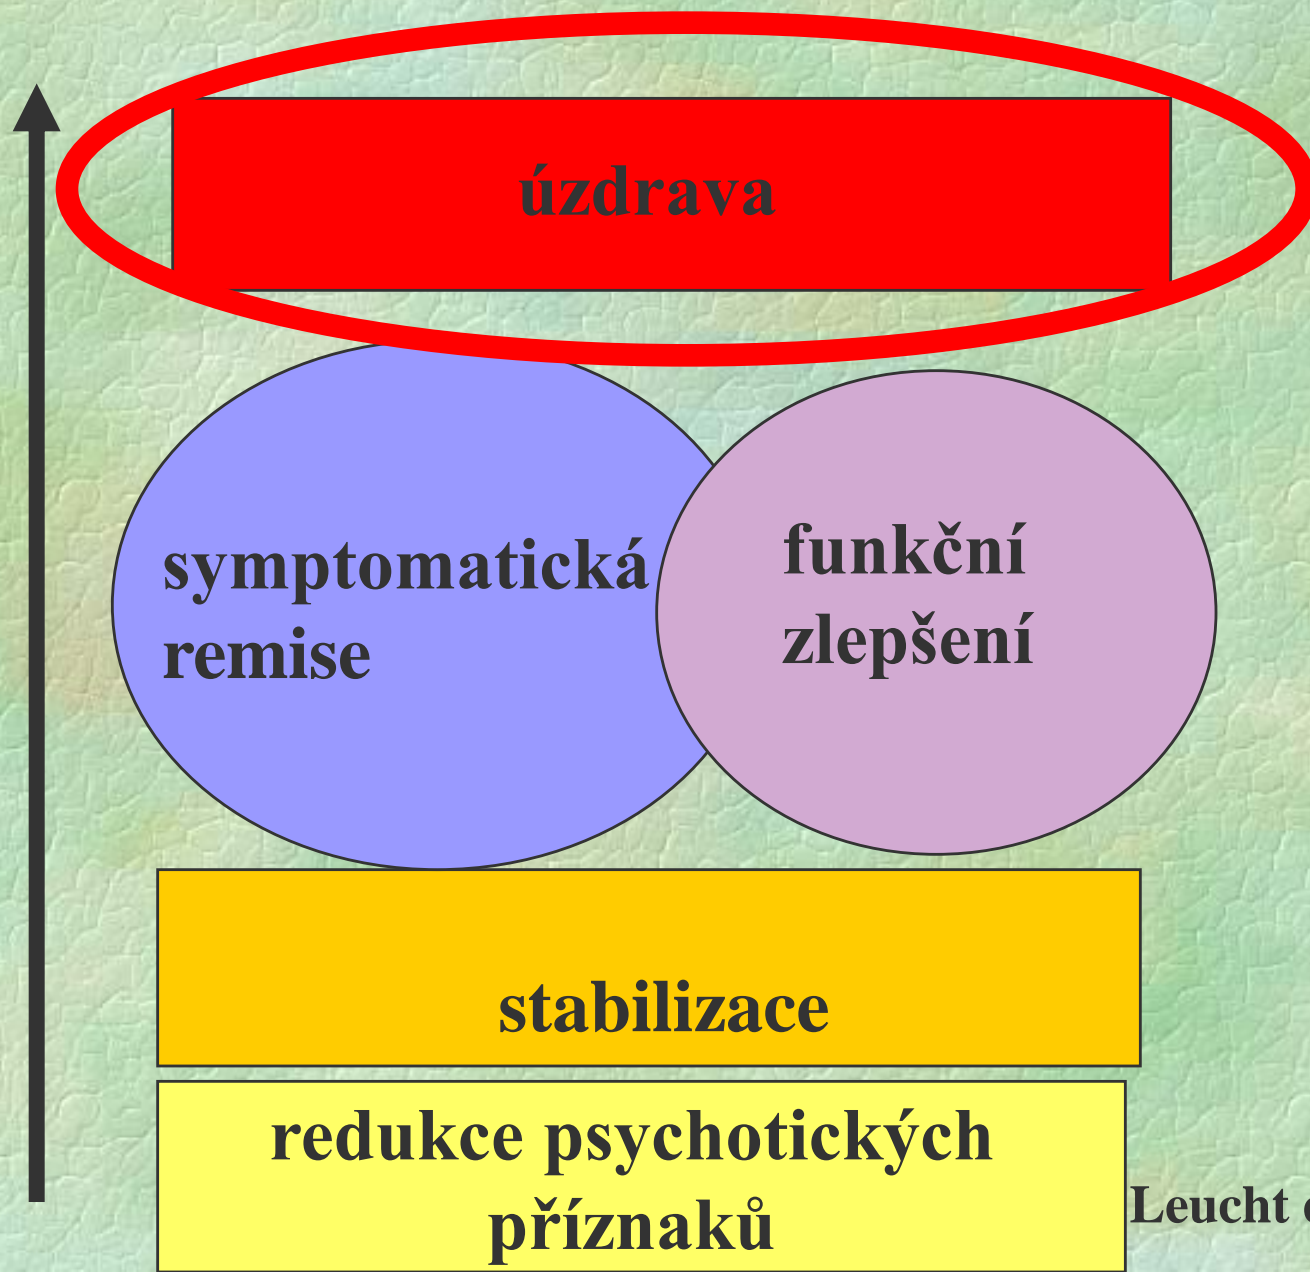 úzdrava
symptomatická
remise
funkční
zlepšení
stabilizace
redukce psychotických
příznaků
Leucht